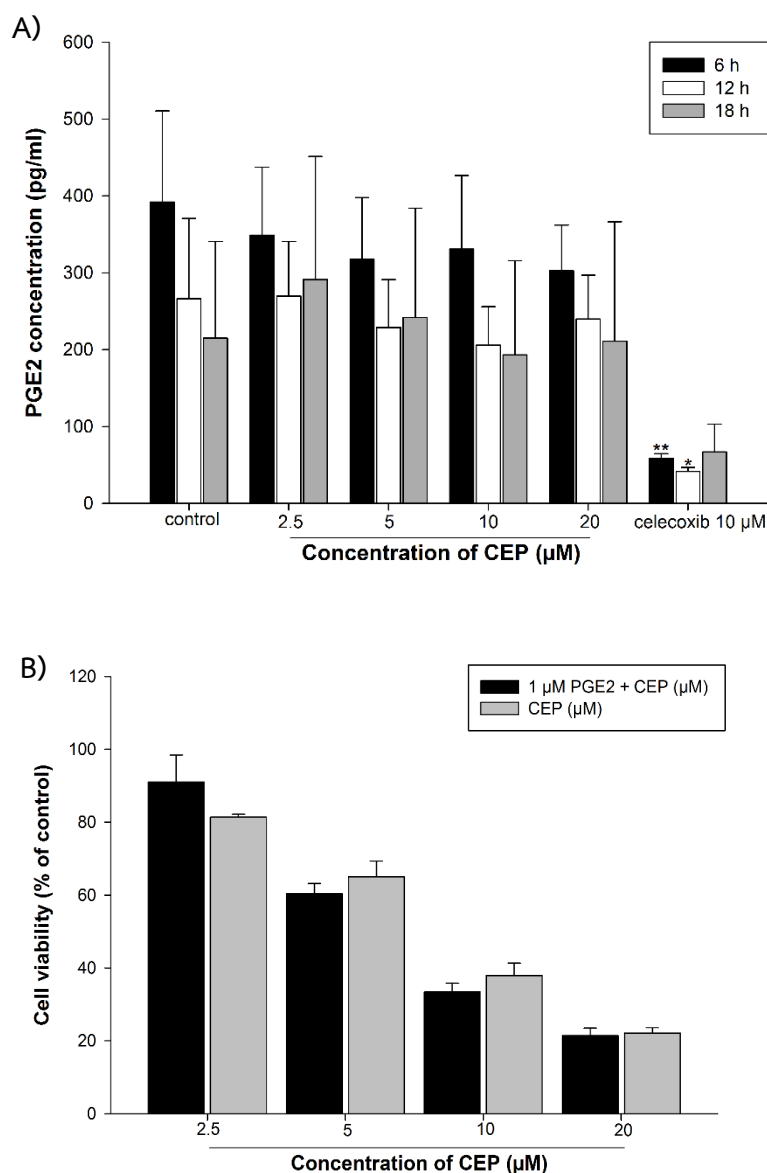 A)
600
500
400
300
200
100
0
PGE2 concentration (pg/ml)
6 h
12 h
18 h
**
*
control
2.5
5
10
20
celecoxib 10 µM
Concentration of CEP (µM)
B)
120
100
80
60
40
20
0
Cell viability (% of control)
1 µM PGE2 + CEP (µM)
CEP (µM)
2.5
5
10
20
Concentration of CEP (µM)